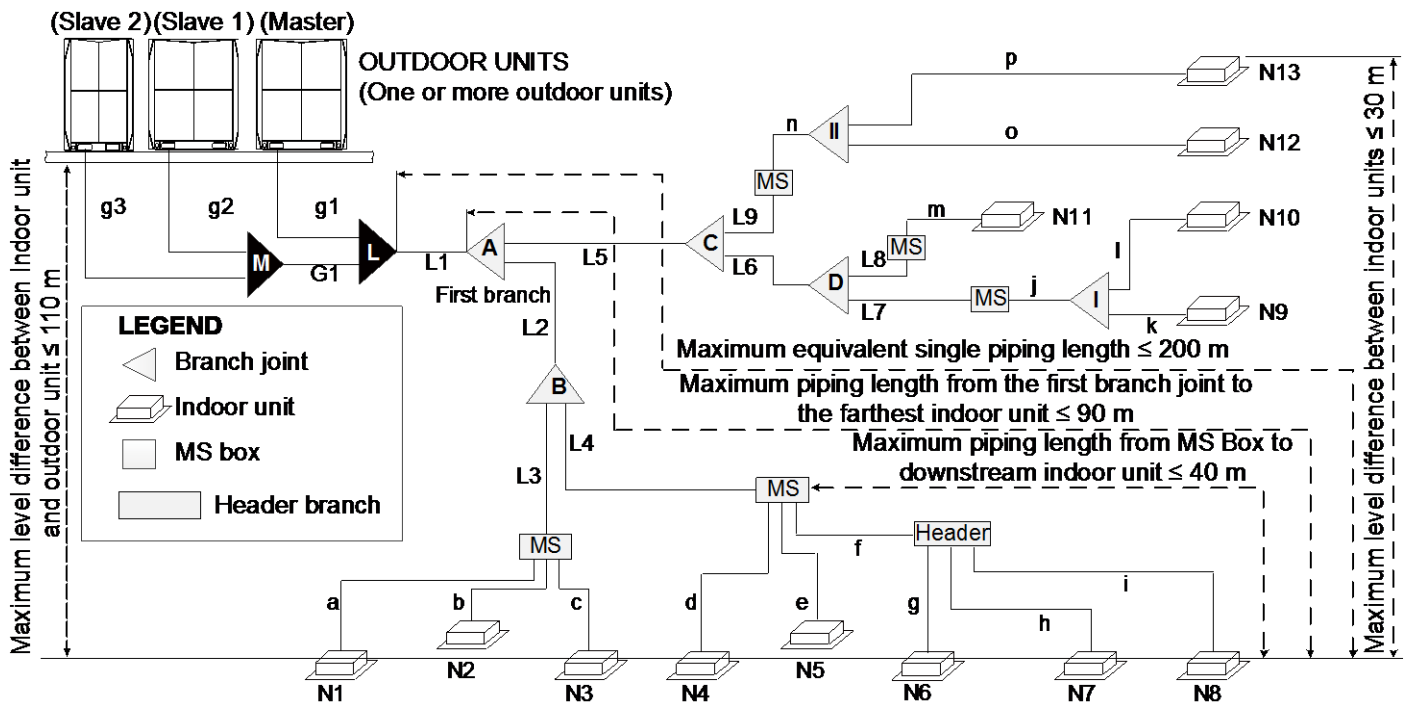 (Slave 2) (Slave 1) (Master)
OUTDOOR UNITS
(One or more outdoor units)
Maximum level difference between Indoor unit
and outdoor unit ≤ 110 m
g3
g2
g1
M
G1
L
L1
A
First branch
L2
L5
C
L9
L6
MS
n
II
p
o
N13
N12
D
L8
MS
m
N11
L7
MS
j
I
l
k
N10
N9
Maximum level difference between indoor units ≤ 30 m
LEGEND
Branch joint
Indoor unit
MS box
Header branch
Maximum equivalent single piping length ≤ 200 m
Maximum piping length from the first branch joint to
the farthest indoor unit ≤ 90 m
Maximum piping length from MS Box to
downstream indoor unit ≤ 40 m
B
L3
L4
MS
MS
Header
a
b
c
d
e
f
g
h
i
N1
N2
N3
N4
N5
N6
N7
N8